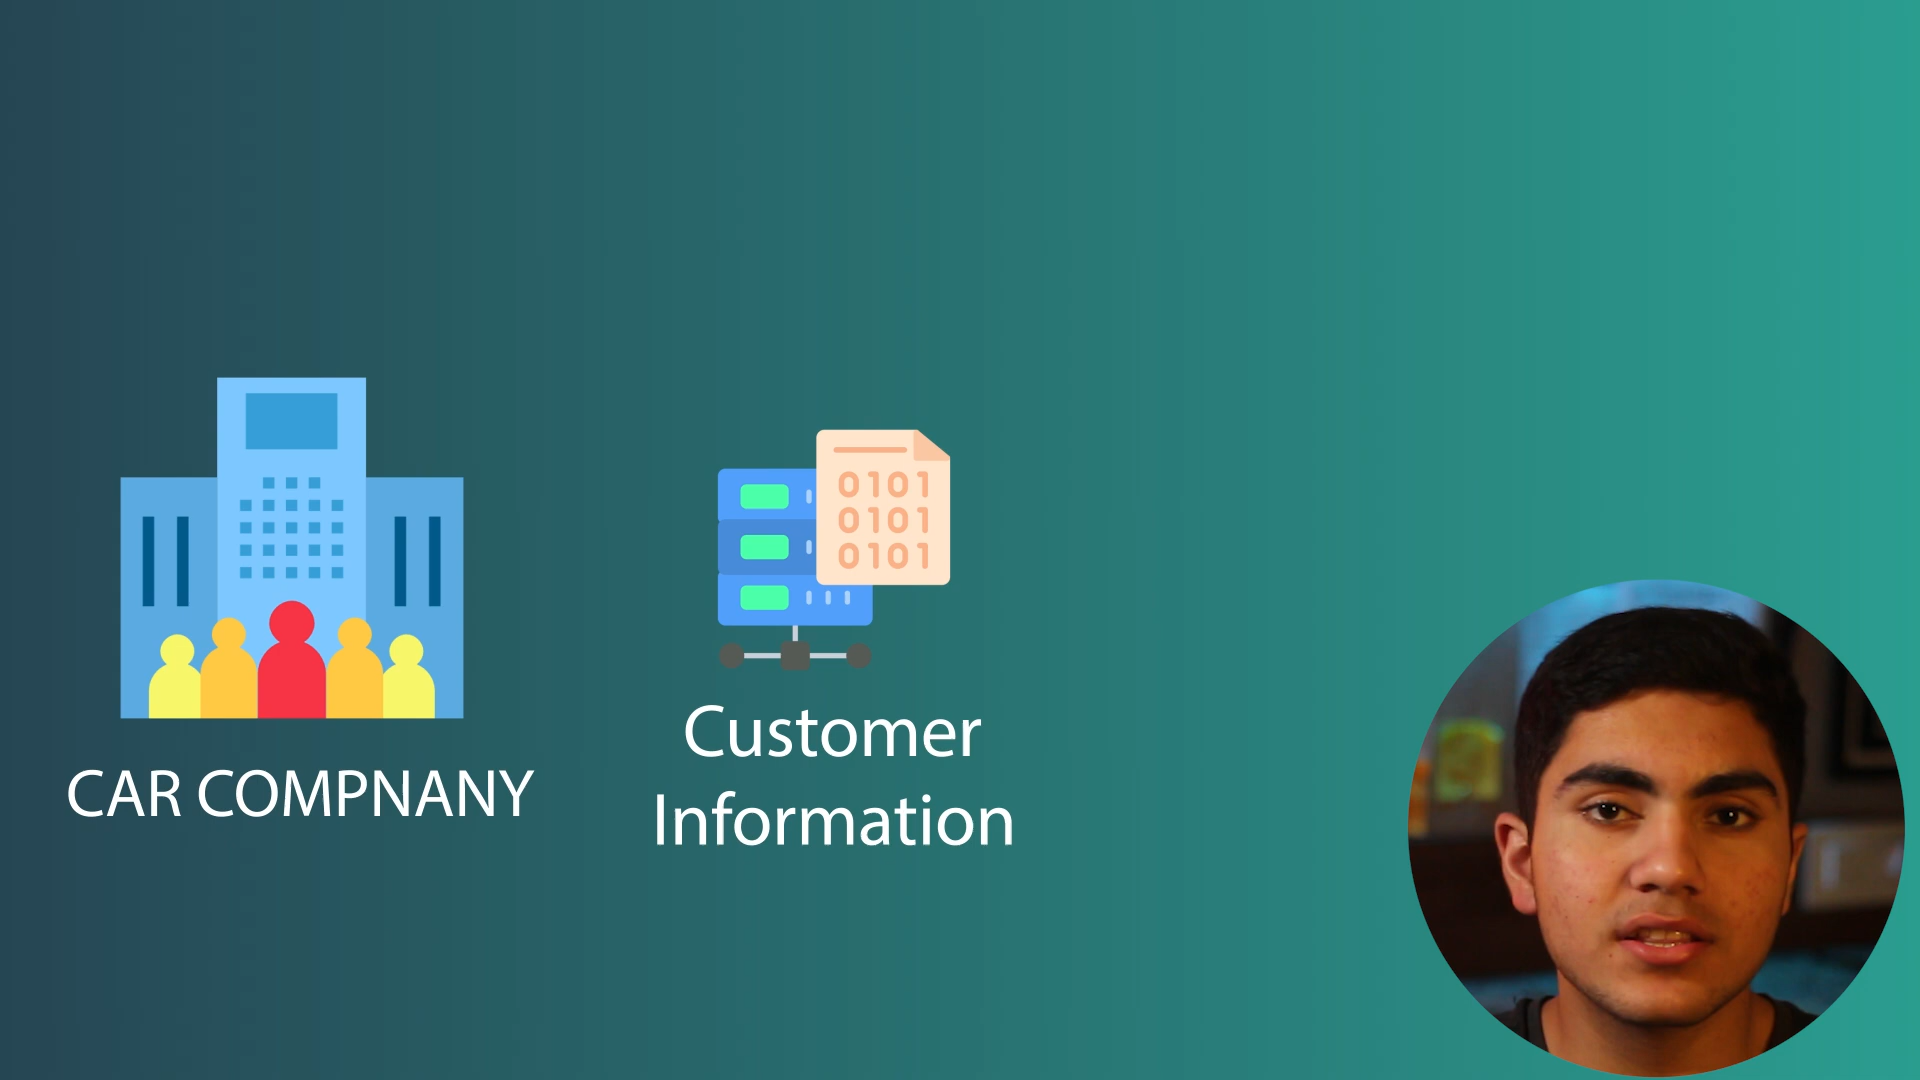 0101
0101
0101
CAR COMPNANY
Customer
Information